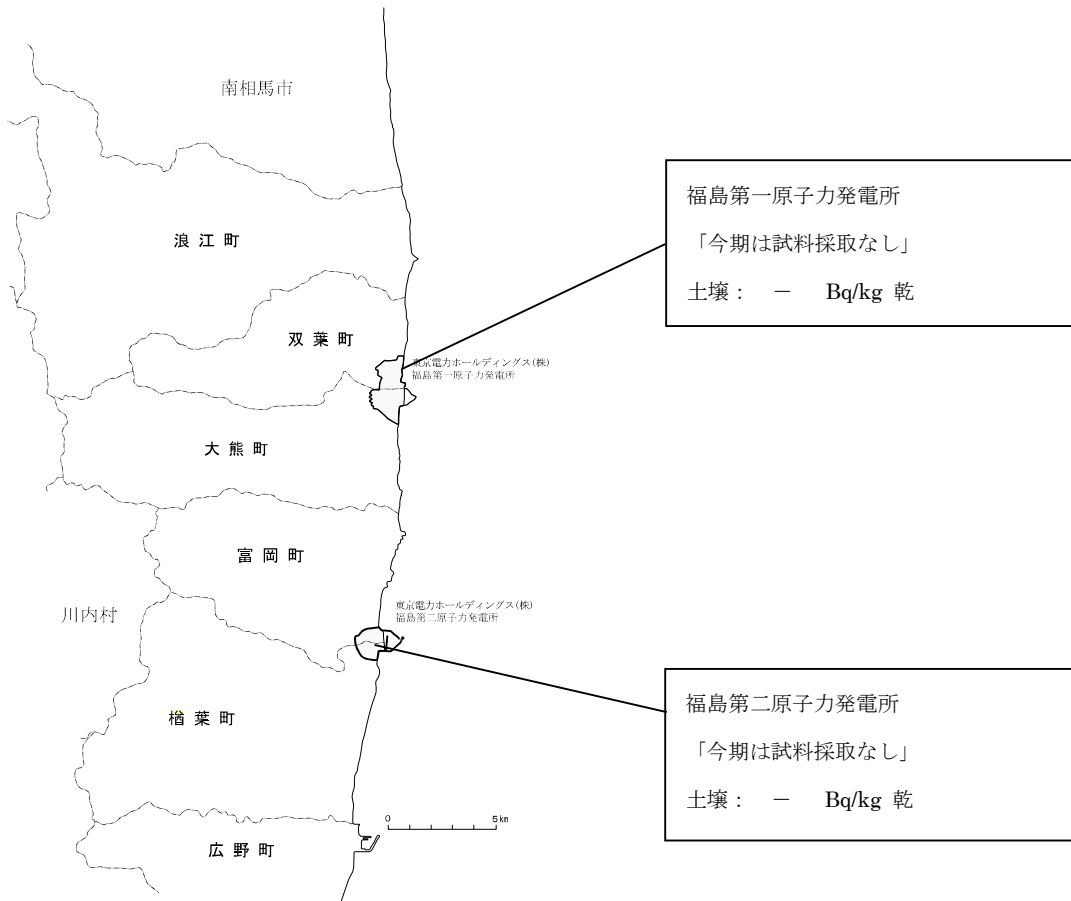 南相馬市
福島第一原子力発電所
「今期は試料採取なし」
土壌： － Bq/kg 乾
浪 江 町
双 葉 町
東京電力ホールディングス(株)
福島第一原子力発電所
大 熊 町
富 岡 町
川内村
東京電力ホールディングス(株)
福島第二原子力発電所
福島第二原子力発電所
「今期は試料採取なし」
土壌： － Bq/kg 乾
楢 葉 町
0 5km
広 野 町